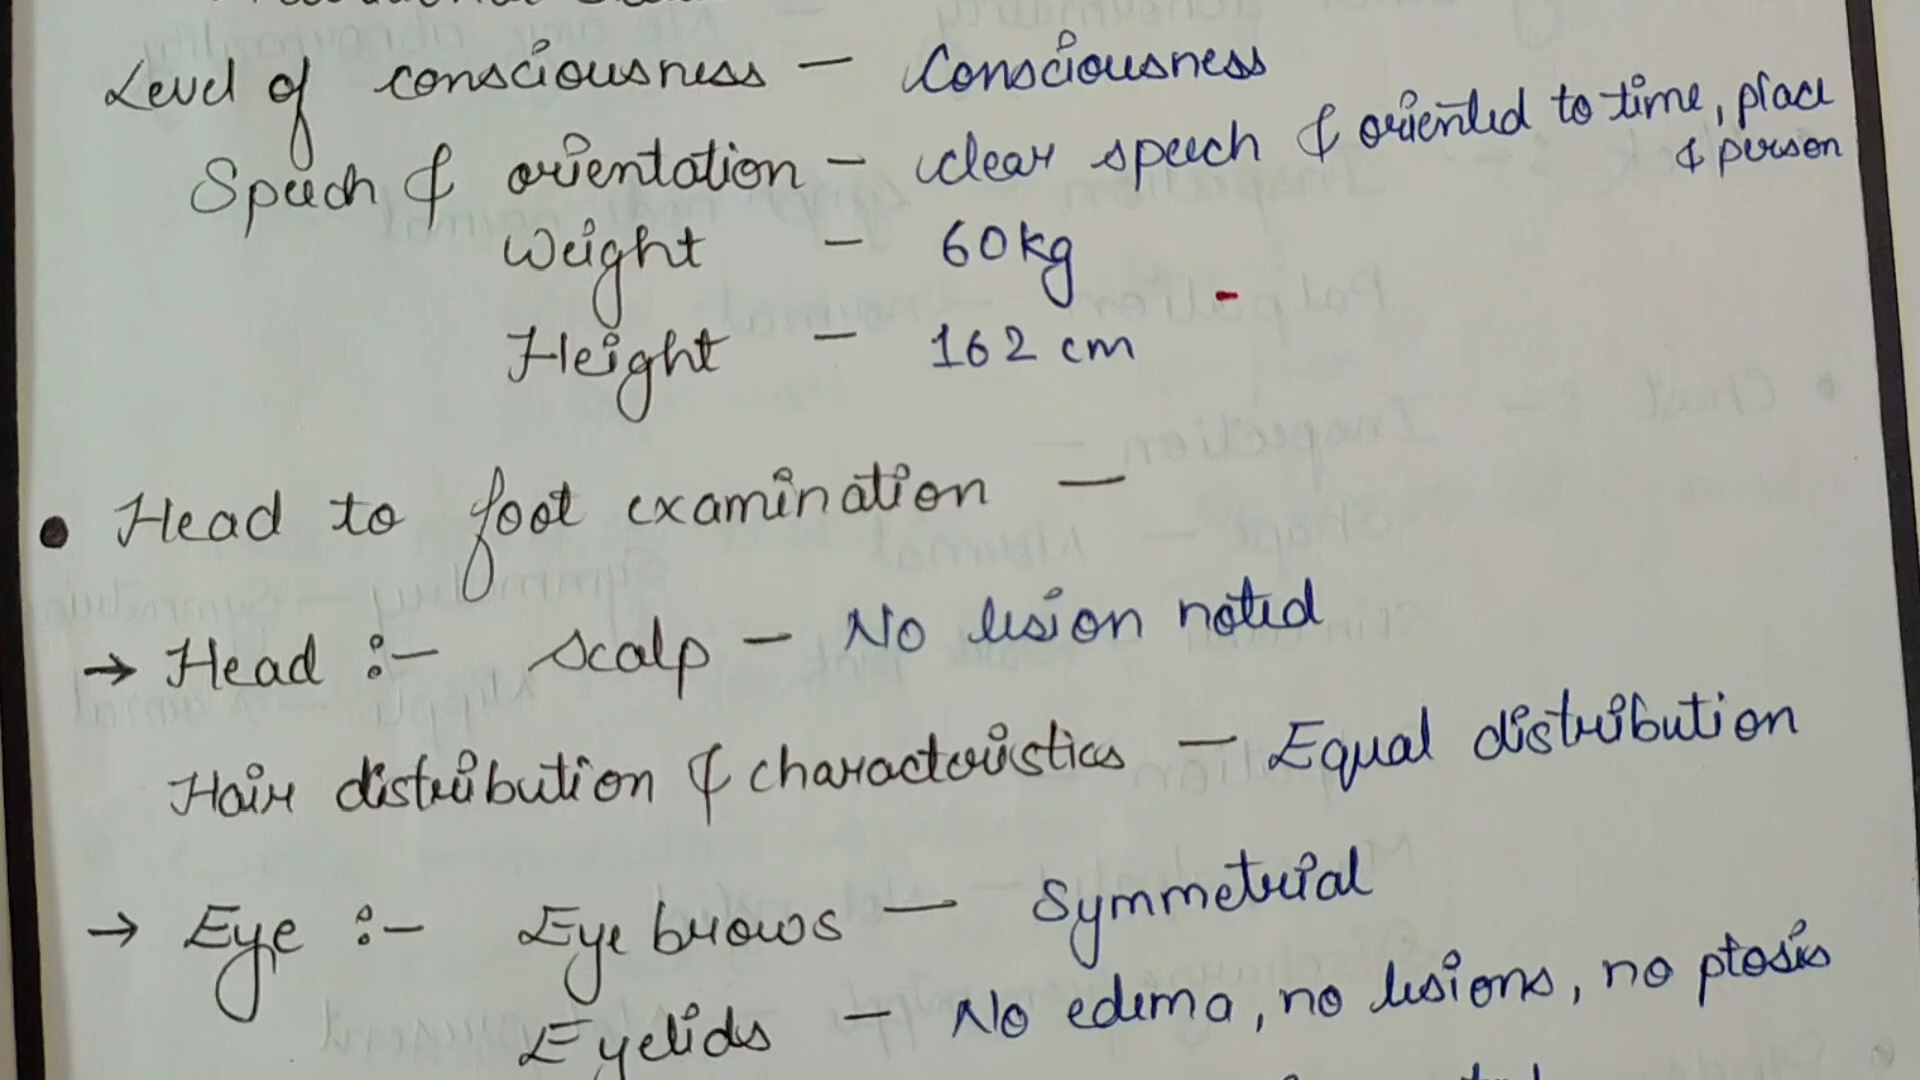 Level of consciousness - Consciousness
Speech & orientation - clear speech & oriented to time, place
& person
Weight - 60kg
Height - 162 cm
• Head to foot examination -
→ Head :- Scalp - No lesion noted
Hair distribution & characteristics - Equal distribution
→ Eye :- Eye brows - Symmetrial
Eyelids - No edema, no lesions, no ptosis